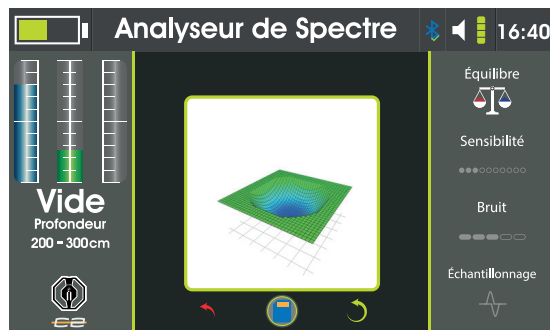 Analyseur de Spectre
16:40
Vide
Profondeur
200 - 300cm
Équilibre
Sensibilité
Bruit
Échantillonnage